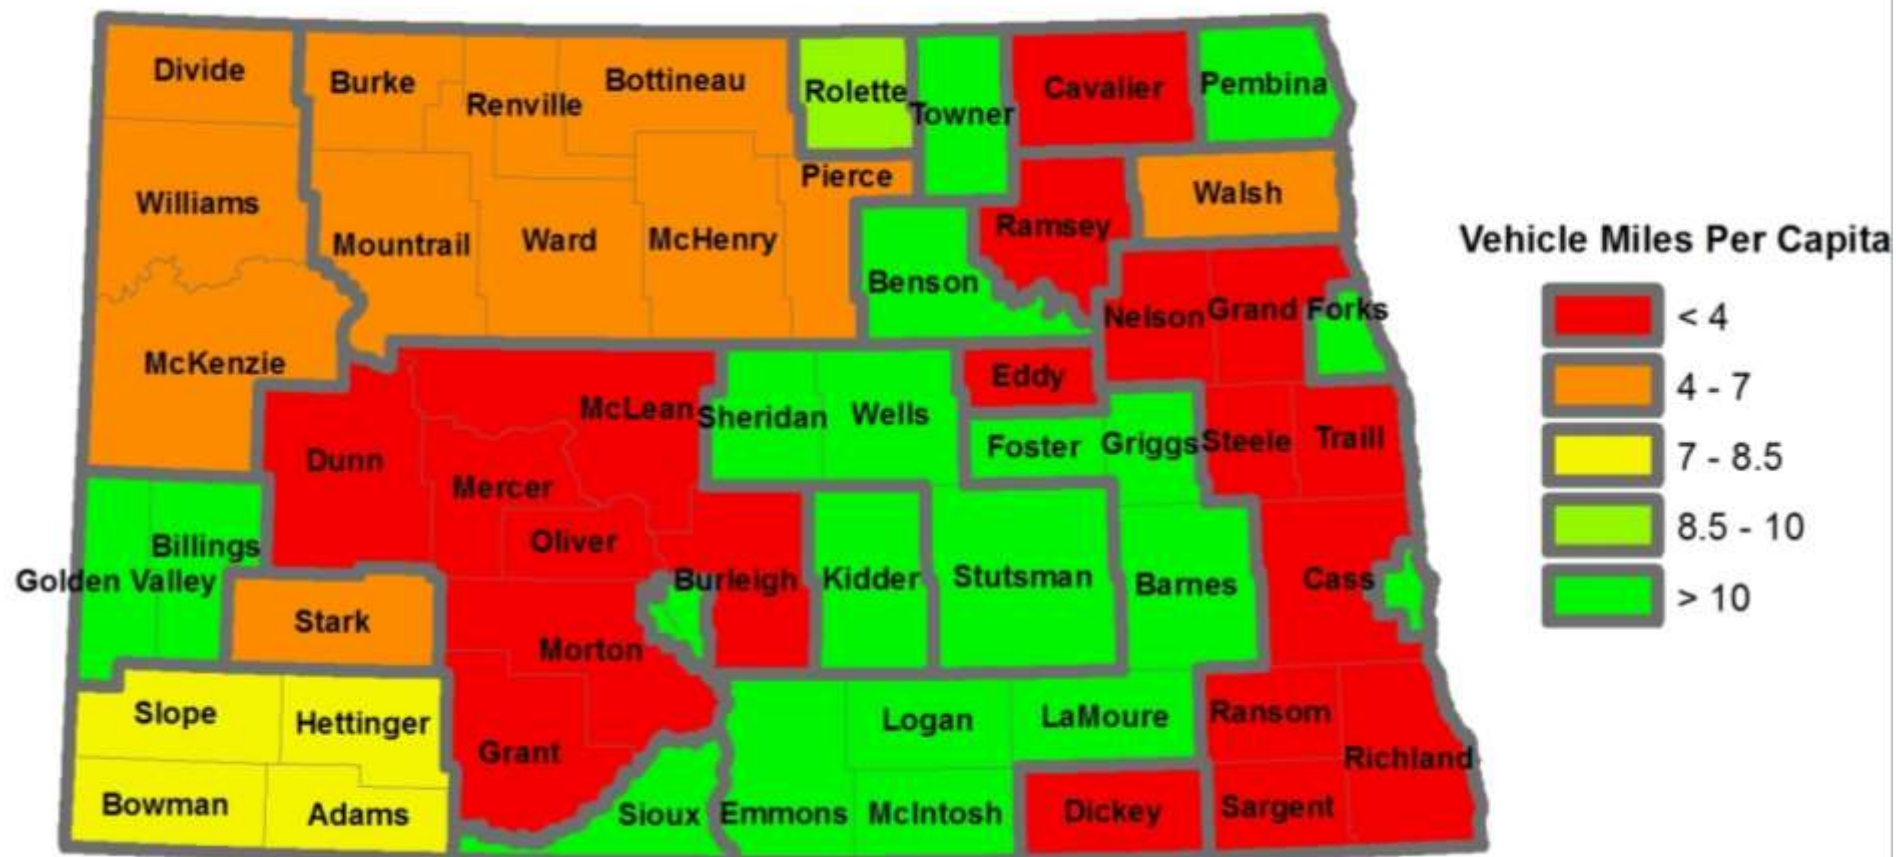 Divide
Burke
Renville
Bottineau
Rolette
Towner
Cavalier
Pembina
Williams
Mountrail
Ward
McHenry
Pierce
Benson
Ramsey
Walsh
McKenzie
Nelson
Grand Forks
Dunn
McLean
Sheridan
Wells
Eddy
Foster
Griggs
Steele
Traill
Mercer
Oliver
Billings
Golden Valley
Stark
Morton
Burleigh
Kidder
Stutsman
Barnes
Cass
Slope
Hettinger
Grant
Bowman
Adams
Sioux
Emmons
Logan
McIntosh
LaMoure
Dickey
Ransom
Sargent
Richland
Vehicle Miles Per Capita
< 4
4 - 7
7 - 8.5
8.5 - 10
> 10